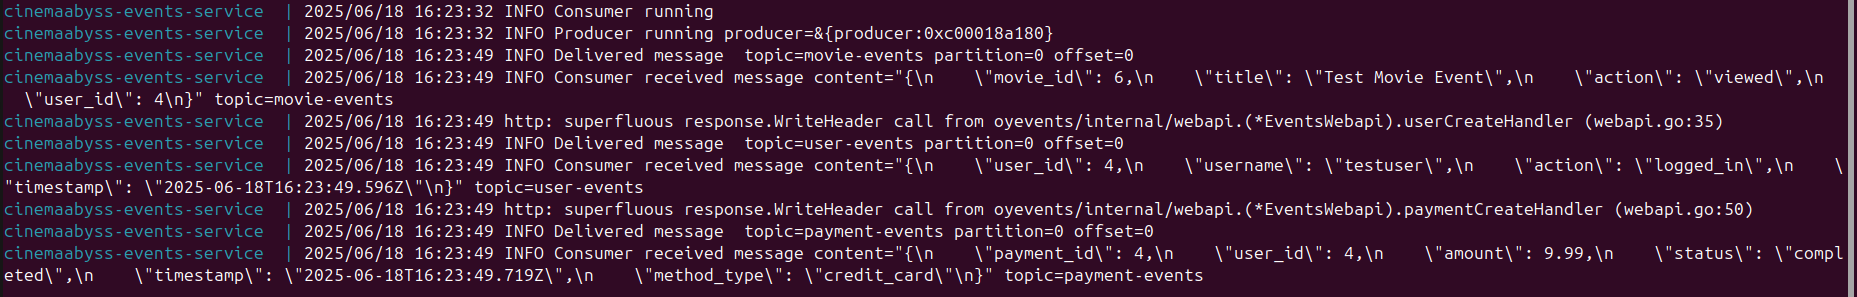 cinemaabyss-events-service  | 2025/06/18 16:23:32 INFO Consumer running
cinemaabyss-events-service  | 2025/06/18 16:23:32 INFO Producer running producer=&{producer:0xc00018a180}
cinemaabyss-events-service  | 2025/06/18 16:23:49 INFO Delivered message  topic=movie-events partition=0 offset=0
cinemaabyss-events-service  | 2025/06/18 16:23:49 INFO Consumer received message content="{\n    \"movie_id\": 6,\n    \"title\": \"Test Movie Event\",\n    \"action\": \"viewed\",\n
  \"user_id\": 4\n}" topic=movie-events
cinemaabyss-events-service  | 2025/06/18 16:23:49 http: superfluous response.WriteHeader call from oyevents/internal/webapi.(*EventsWebapi).userCreateHandler (webapi.go:35)
cinemaabyss-events-service  | 2025/06/18 16:23:49 INFO Delivered message  topic=user-events partition=0 offset=0
cinemaabyss-events-service  | 2025/06/18 16:23:49 INFO Consumer received message content="{\n    \"user_id\": 4,\n    \"username\": \"testuser\",\n    \"action\": \"logged_in\",\n    \
"timestamp\": \"2025-06-18T16:23:49.596Z\"\n}" topic=user-events
cinemaabyss-events-service  | 2025/06/18 16:23:49 http: superfluous response.WriteHeader call from oyevents/internal/webapi.(*EventsWebapi).paymentCreateHandler (webapi.go:50)
cinemaabyss-events-service  | 2025/06/18 16:23:49 INFO Delivered message  topic=payment-events partition=0 offset=0
cinemaabyss-events-service  | 2025/06/18 16:23:49 INFO Consumer received message content="{\n    \"payment_id\": 4,\n    \"user_id\": 4,\n    \"amount\": 9.99,\n    \"status\": \"compl
eted\",\n    \"timestamp\": \"2025-06-18T16:23:49.719Z\",\n    \"method_type\": \"credit_card\"\n}" topic=payment-events